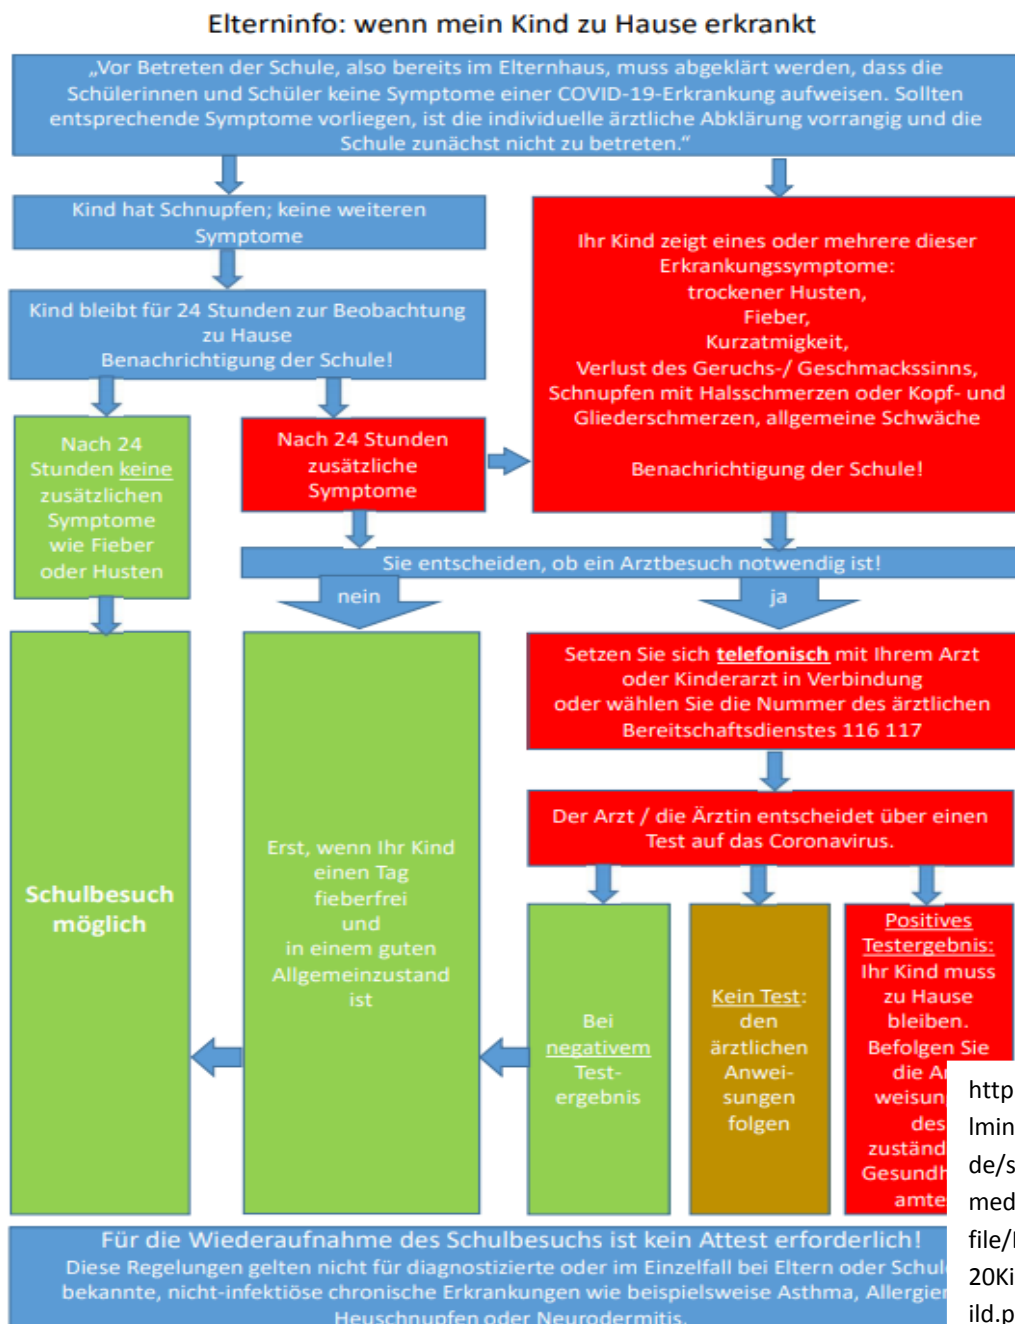 Elterninfo: wenn mein Kind zu Hause erkrankt
„Vor Betreten der Schule, also bereits im Elternhaus, muss abgeklärt werden, dass die
Schülerinnen und Schüler keine Symptome einer COVID-19-Erkrankung aufweisen. Sollten
entsprechende Symptome vorliegen, ist die individuelle ärztliche Abklärung vorrangig und die
Schule zunächst nicht zu betreten.“
Kind hat Schnupfen; keine weiteren
Symptome
Kind bleibt für 24 Stunden zur Beobachtung
zu Hause
Benachrichtigung der Schule!
Ihr Kind zeigt eines oder mehrere dieser
Erkrankungssymptome:
trockener Husten,
Fieber,
Kurzatmigkeit,
Verlust des Geruchs-/ Geschmackssinns,
Schnupfen mit Halsschmerzen oder Kopf- und
Gliederschmerzen, allgemeine Schwäche
Benachrichtigung der Schule!
Nach 24
Stunden keine
zusätzlichen
Symptome
wie Fieber
oder Husten
Nach 24 Stunden
zusätzliche
Symptome
Sie entscheiden, ob ein Arztbesuch notwendig ist!
nein
ja
Schulbesuch
möglich
Erst, wenn Ihr Kind
einen Tag
fieberfrei
und
in einem guten
Allgemeinzustand
ist
Setzen Sie sich telefonisch mit Ihrem Arzt
oder Kinderarzt in Verbindung
oder wählen Sie die Nummer des ärztlichen
Bereitschaftsdienstes 116 117
Der Arzt / die Ärztin entscheidet über einen
Test auf das Coronavirus.
Bei
negativem
Test-
ergebnis
Kein Test:
den
ärztlichen
Anwei-
sungen
folgen
Positives
Testergebnis:
Ihr Kind muss
zu Hause
bleiben.
Befolgen Sie
die
des
http
lmin
de/s
med
file/
20Ki
ild.p
Für die Wiederaufnahme des Schulbesuchs ist kein Attest erforderlich!
Diese Regelungen gelten nicht für diagnostizierte oder im Einzelfall bei Eltern oder Schule
bekannte, nicht-infektiöse chronische Erkrankungen wie beispielsweise Asthma, Allergien
Heuschnupfen oder Neurodermitis.